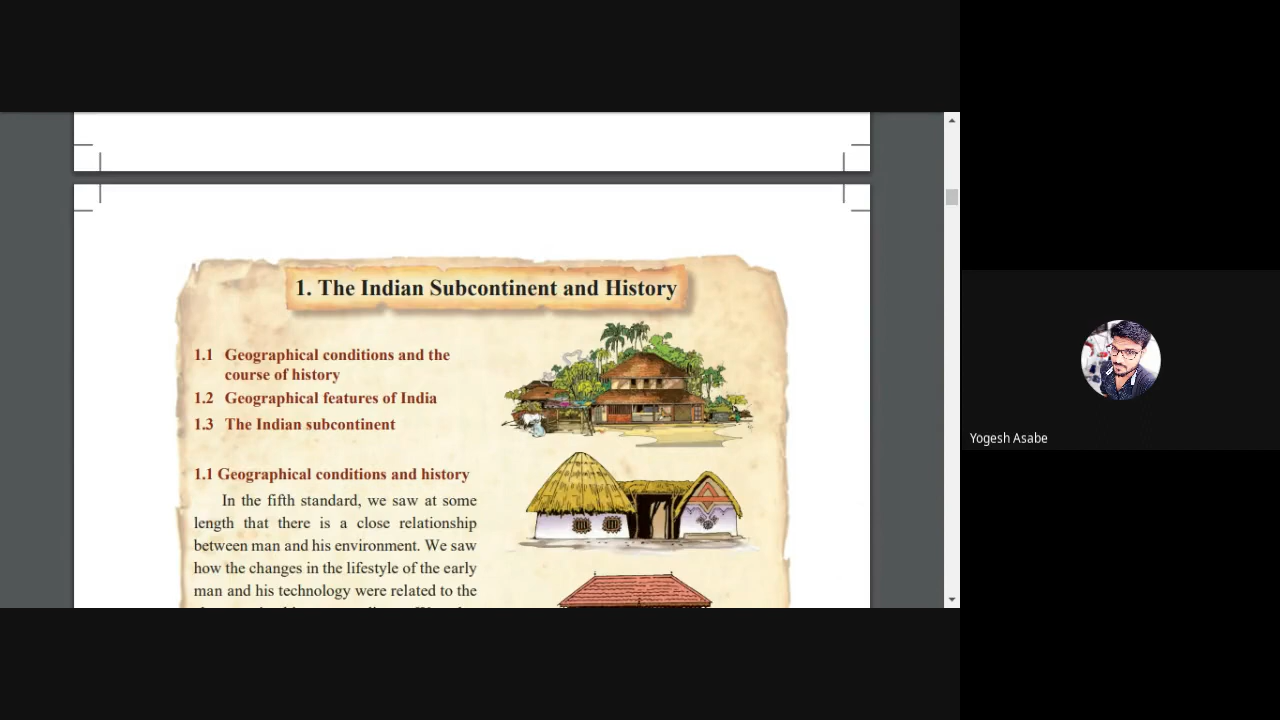 1. The Indian Subcontinent and History
1.1 Geographical conditions and the
course of history
1.2 Geographical features of India
1.3 The Indian subcontinent
1.1 Geographical conditions and history
In the fifth standard, we saw at some
length that there is a close relationship
between man and his environment. We saw
how the changes in the lifestyle of the early
man and his technology were related to the
Yogesh Asabe